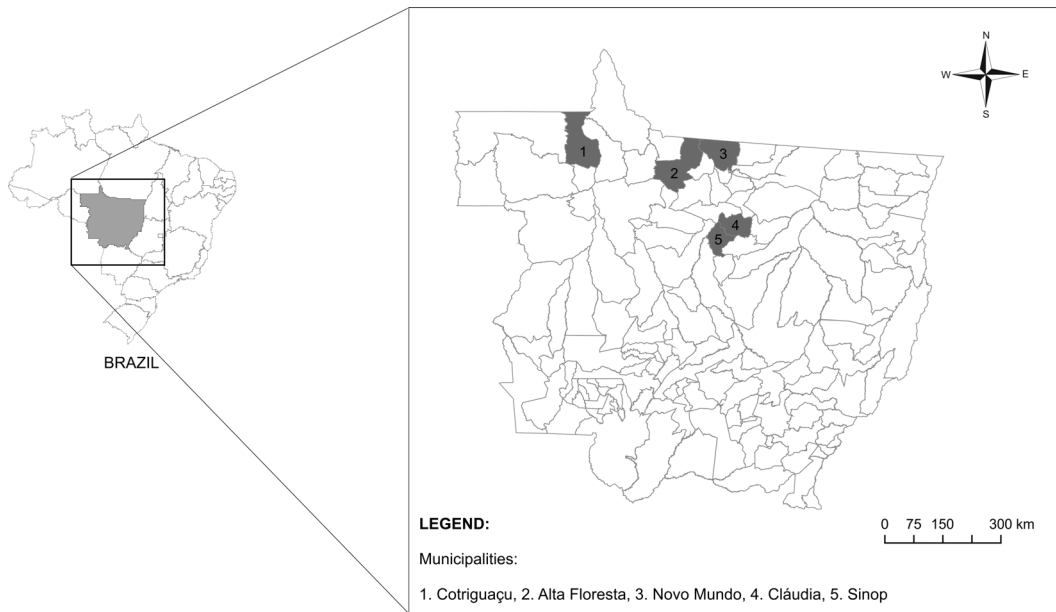 N
W E
S
1
2
3
4
5
BRAZIL
LEGEND:
0 75 150 300 km
Municipalities:
1. Cotriguaçu, 2. Alta Floresta, 3. Novo Mundo, 4. Cláudia, 5. Sinop